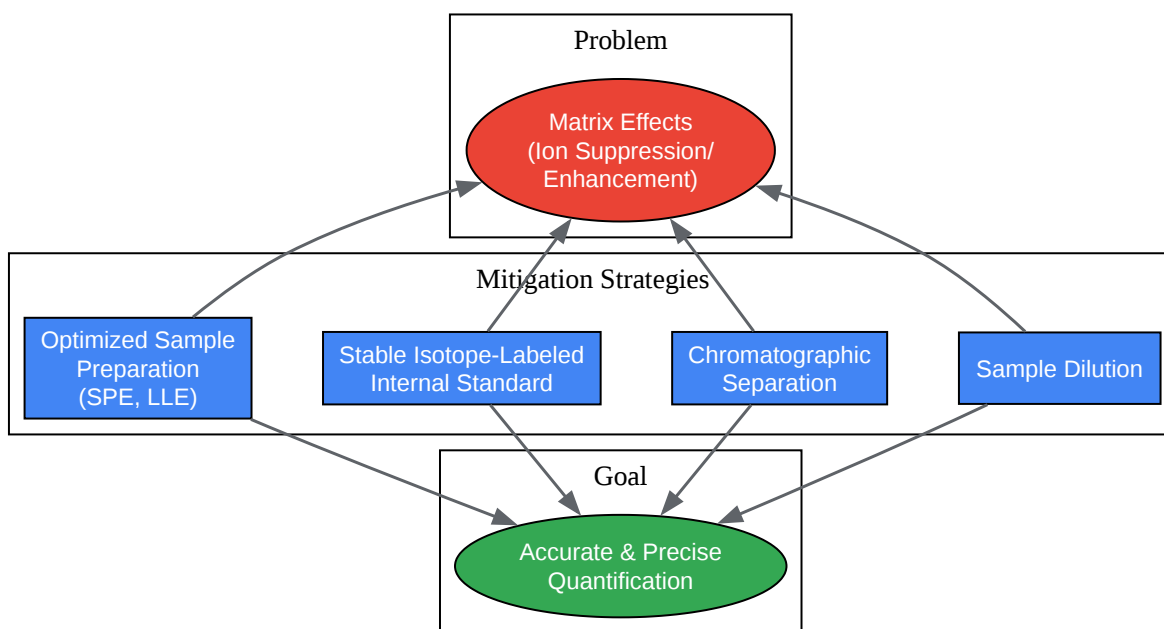 Problem
Matrix Effects
(Ion Suppression/
Enhancement)
Mitigation Strategies
Optimized Sample
Preparation
(SPE, LLE)
Stable Isotope-Labeled
Internal Standard
Chromatographic
Separation
Sample Dilution
Goal
Accurate & Precise
Quantification